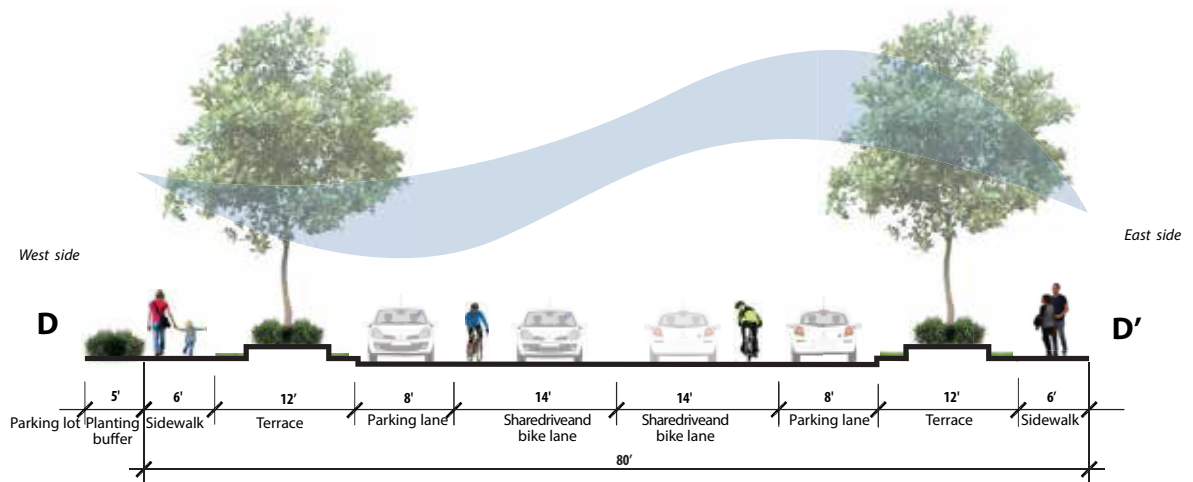 West side
East side
D
D'
5'
6'
12'
8'
14'
14'
8'
12'
6'
Parking lot
Planting
buffer
Sidewalk
Terrace
Parking lane
Sharedriveand
bike lane
Sharedriveand
bike lane
Parking lane
Terrace
Sidewalk
80'